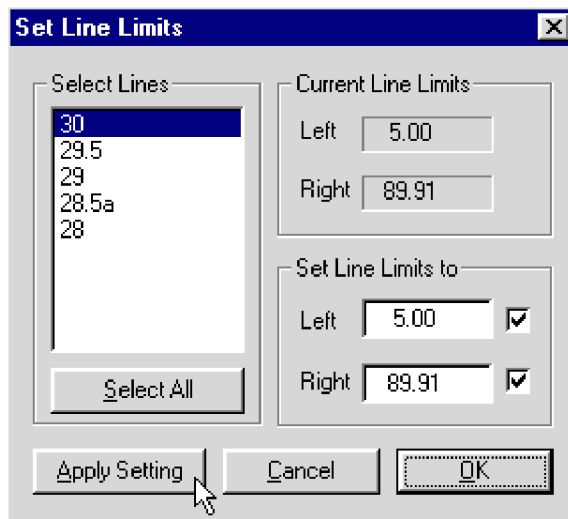 Set Line Limits
Select Lines
30
29.5
29
28.5a
28
Select All
Current Line Limits
Left 5.00
Right 89.91
Set Line Limits to
Left 5.00
Right 89.91
Apply Setting
Cancel
OK